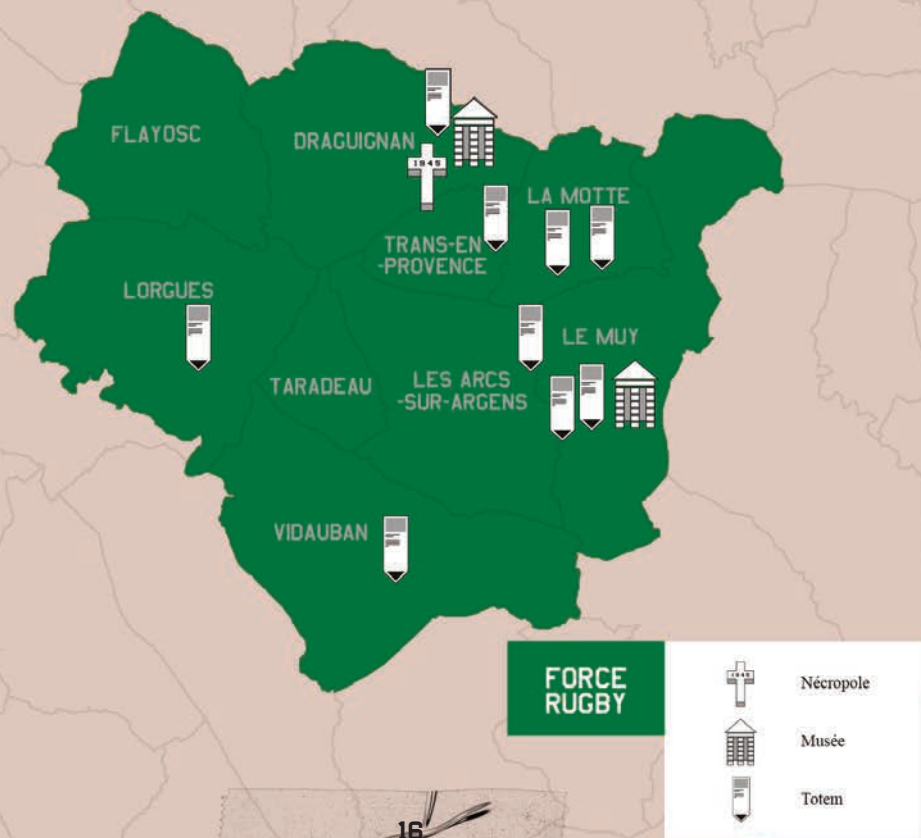 FLAYOSC
DRAGUIGNAN
1945
LA MOTTE
TRANS-EN
-PROVENCE
LORGUES
LE MUY
TARADEAU
LES ARCS
-SUR-ARGENS
VIDAUBAN
FORCE
RUGBY
1945
Nécropole
Musée
Totem
16